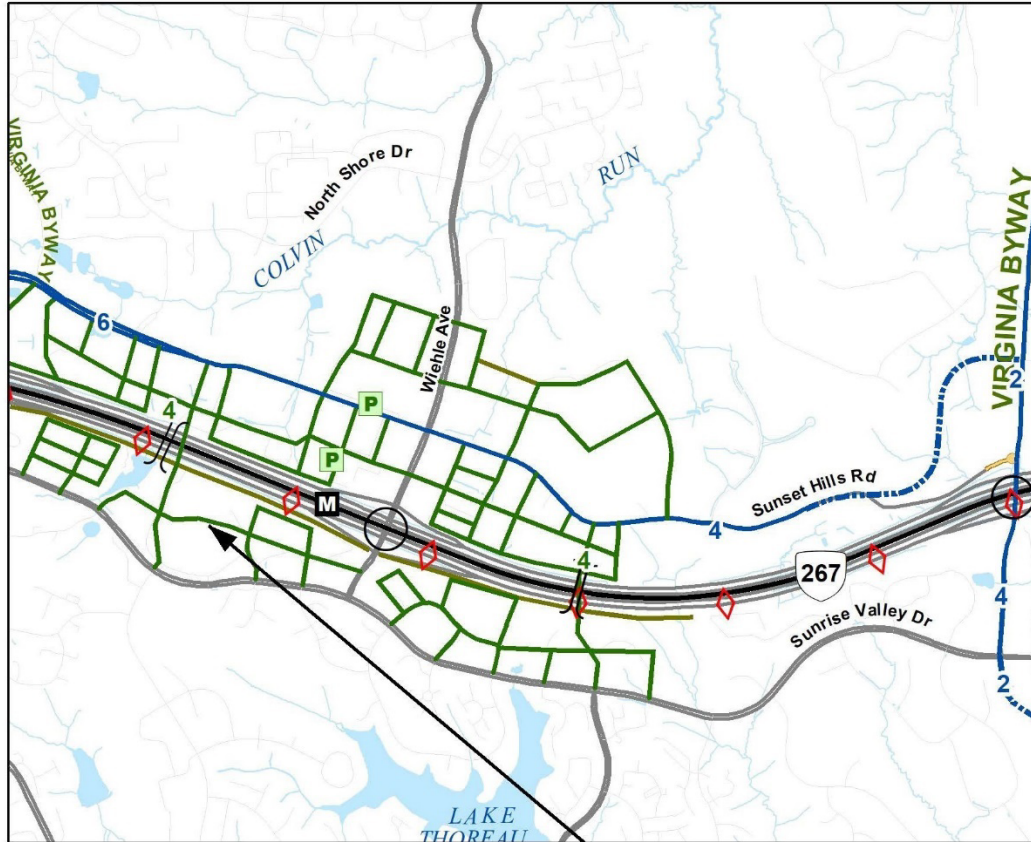 VIRGINIA BYWAY
North Shore Dr
COLVIN
RUN
VIRGINIA BYWAY
6
Wiehle Ave
2
P
4
P
M
Sunset Hills Rd
4
4
267
4
Sunrise Valley Dr
2
LAKE
THOREAU